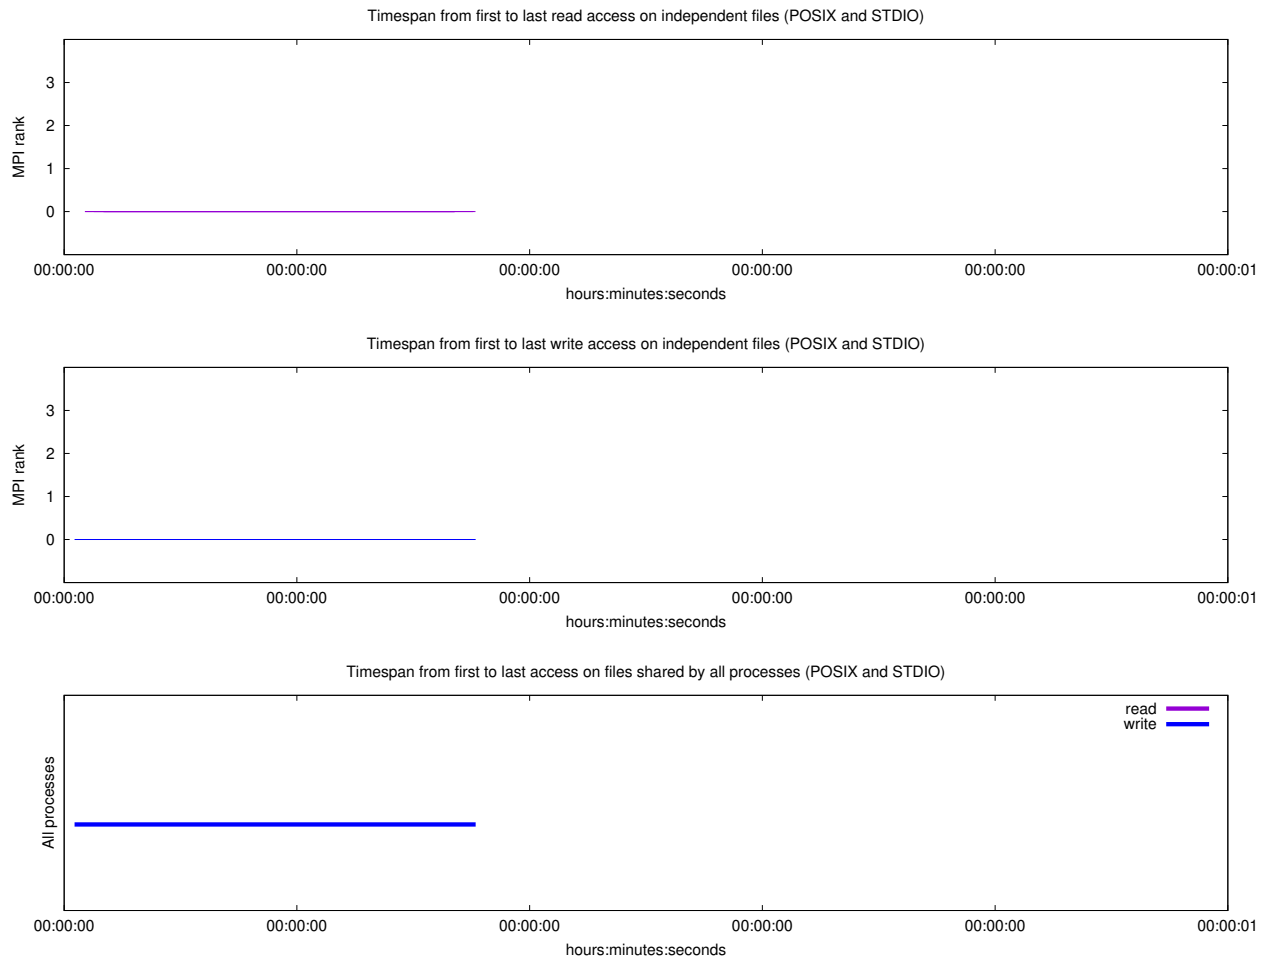 Timespan from first to last read access on independent files (POSIX and STDIO)
MPI rank
3
2
1
0
00:00:00 00:00:00 00:00:00 00:00:00 00:00:00 00:00:01
hours:minutes:seconds
Timespan from first to last write access on independent files (POSIX and STDIO)
MPI rank
3
2
1
0
00:00:00 00:00:00 00:00:00 00:00:00 00:00:00 00:00:01
hours:minutes:seconds
Timespan from first to last access on files shared by all processes (POSIX and STDIO)
All processes
read
write
00:00:00 00:00:00 00:00:00 00:00:00 00:00:00 00:00:01
hours:minutes:seconds